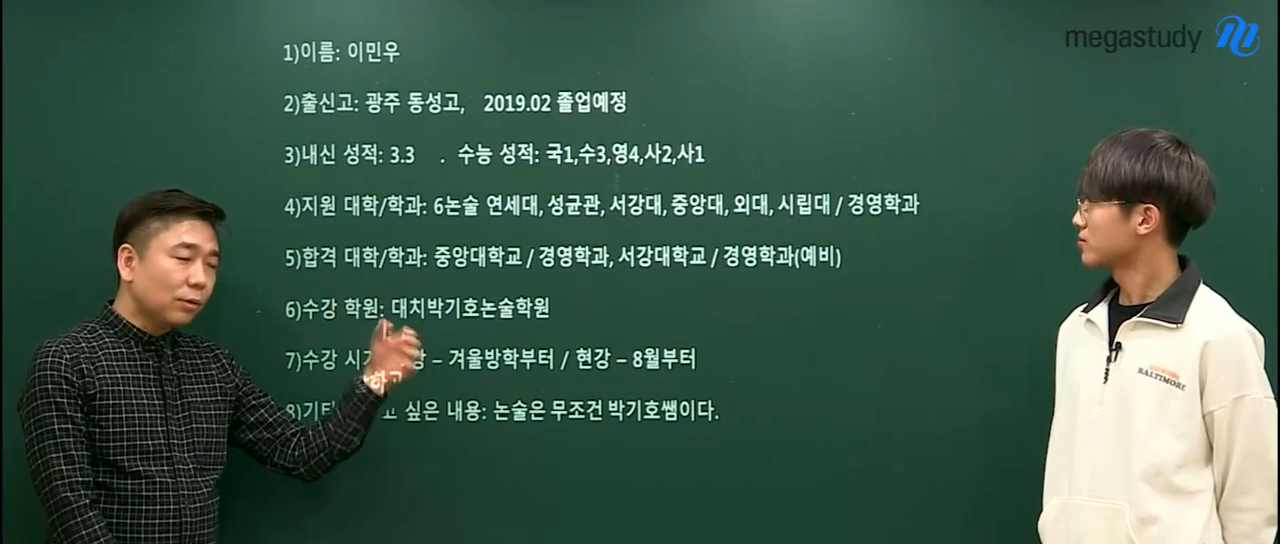 megastudy
1)이름: 이민우
2)출신고: 광주 동성고, 2019.02 졸업예정
3)내신 성적: 3.3 . 수능 성적: 국1,수3,영4,사2,사1
4)지원 대학/학과: 6논술 연세대, 성균관, 서강대, 중앙대, 외대, 시립대 / 경영학과
5)합격 대학/학과: 중앙대학교 / 경영학과, 서강대학교 / 경영학과(예비)
6)수강 학원: 대치박기호논술학원
7)수강 – 겨울방학부터 / 현강 – 8월부터
8)기타 싶은 내용: 논술은 무조건 박기호쌤이다.
BALTIMORE